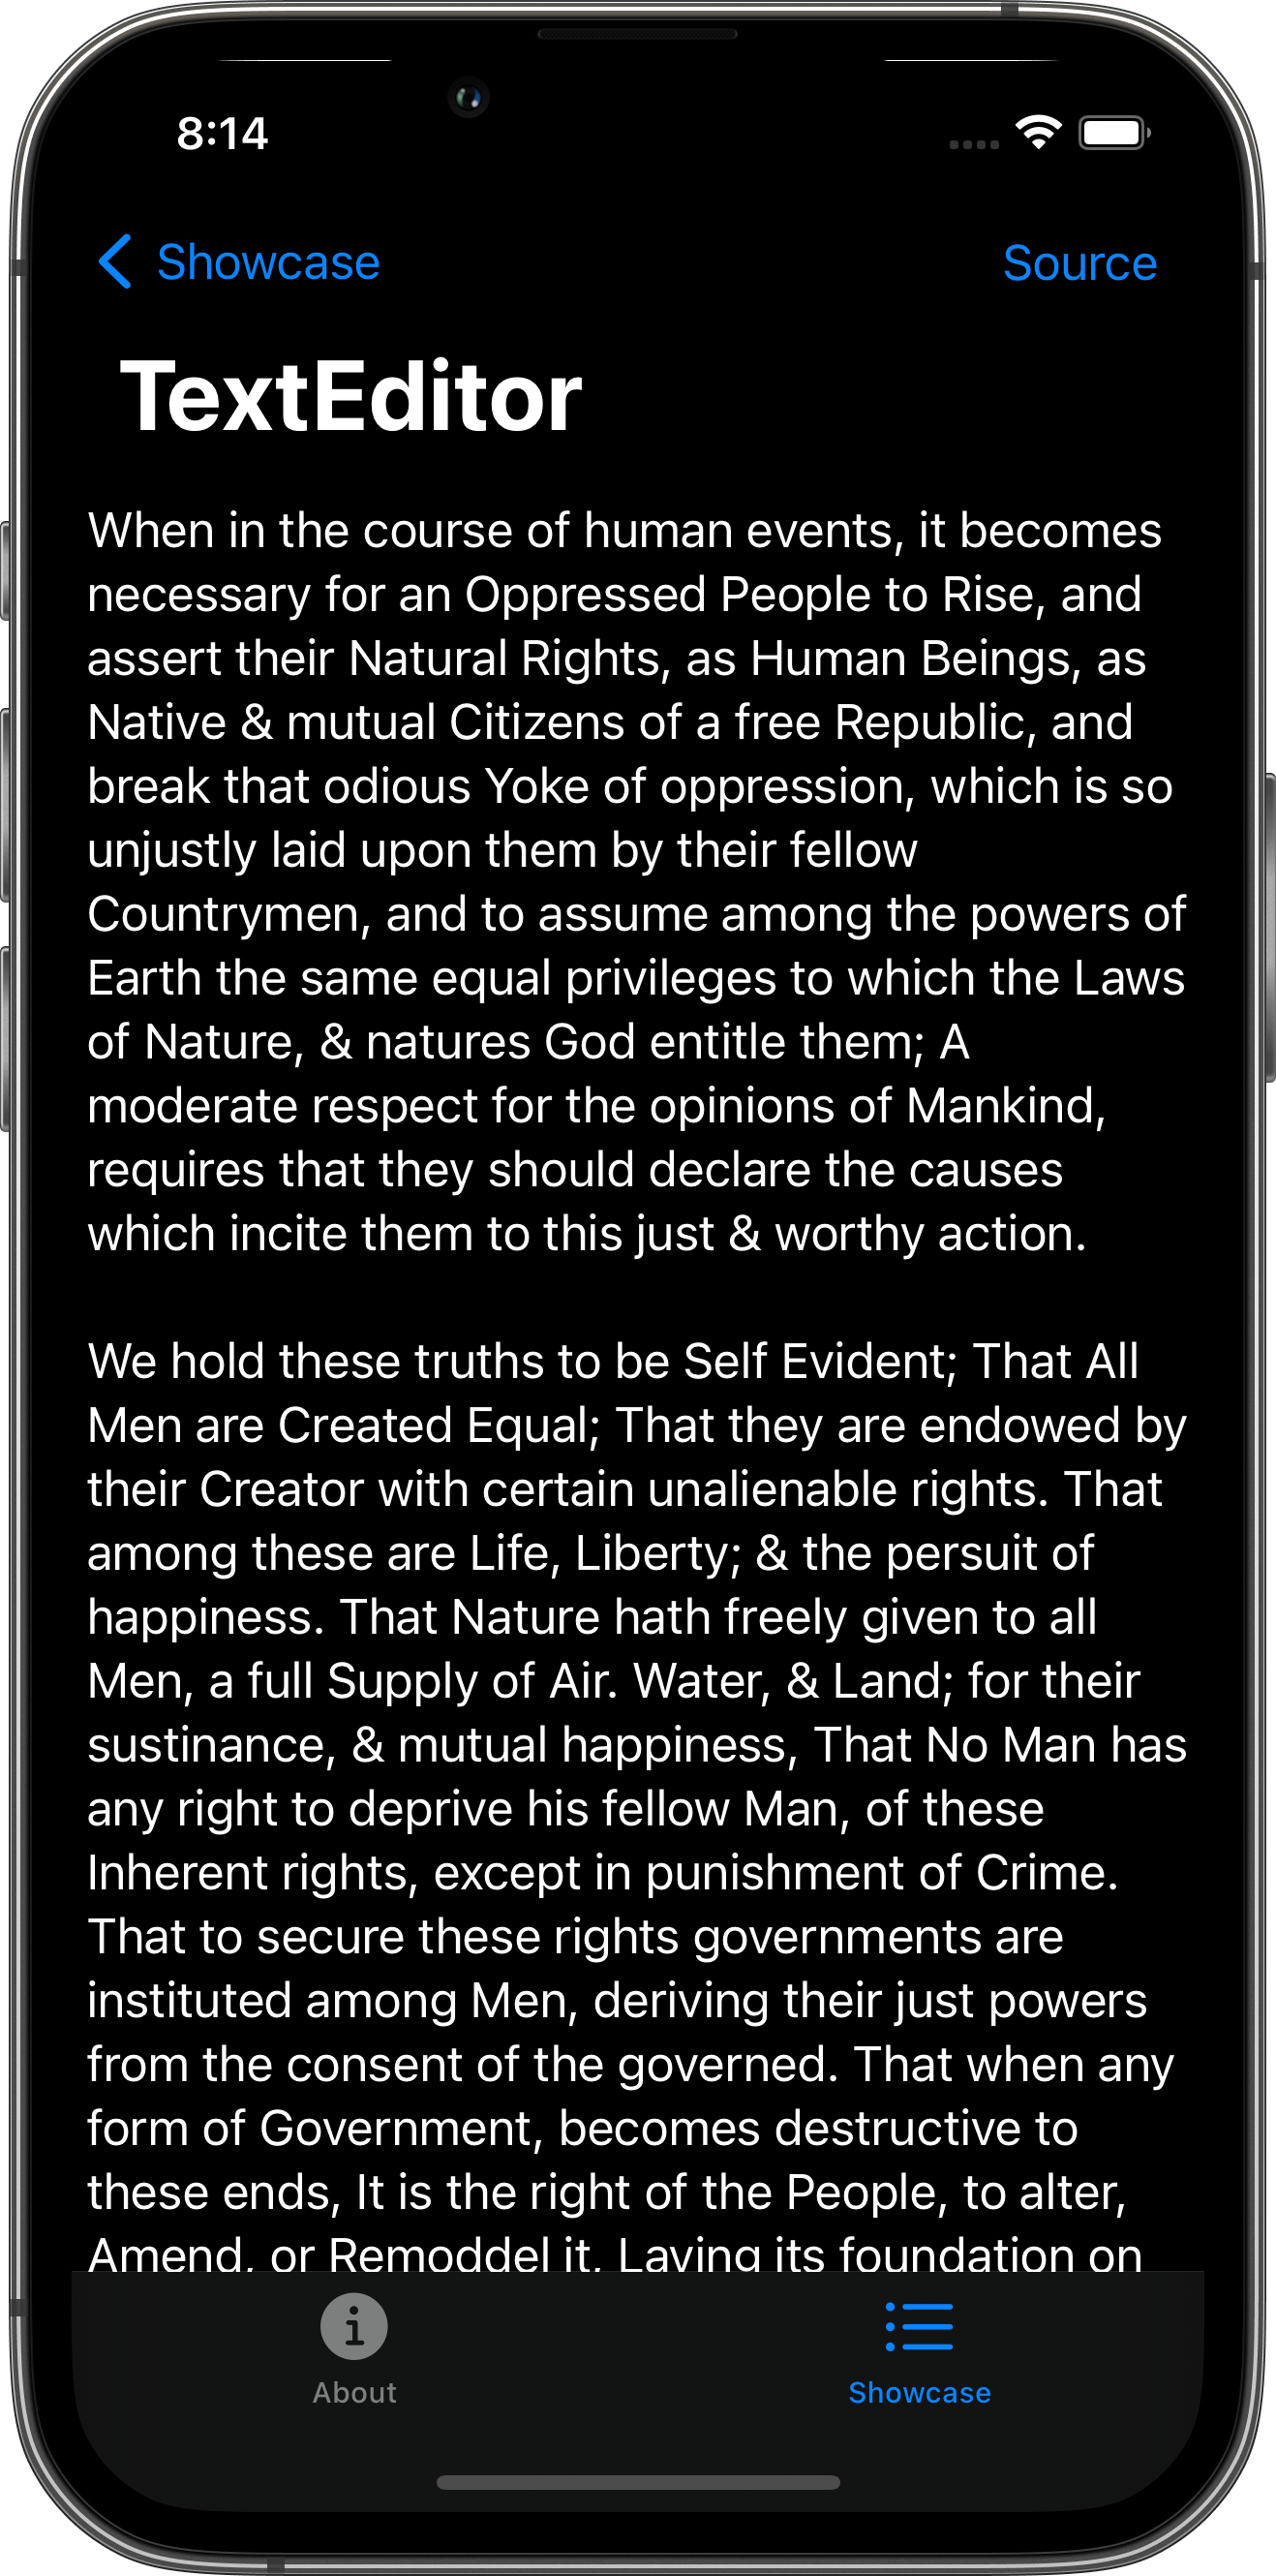 8:14
Showcase
Source
TextEditor
When in the course of human events, it becomes
necessary for an Oppressed People to Rise, and
assert their Natural Rights, as Human Beings, as
Native & mutual Citizens of a free Republic, and
break that odious Yoke of oppression, which is so
unjustly laid upon them by their fellow
Countrymen, and to assume among the powers of
Earth the same equal privileges to which the Laws
of Nature, & natures God entitle them; A
moderate respect for the opinions of Mankind,
requires that they should declare the causes
which incite them to this just & worthy action.
We hold these truths to be Self Evident; That All
Men are Created Equal; That they are endowed by
their Creator with certain unalienable rights. That
among these are Life, Liberty; & the persuit of
happiness. That Nature hath freely given to all
Men, a full Supply of Air. Water, & Land; for their
sustinance, & mutual happiness, That No Man has
any right to deprive his fellow Man, of these
Inherent rights, except in punishment of Crime.
That to secure these rights governments are
instituted among Men, deriving their just powers
from the consent of the governed. That when any
form of Government, becomes destructive to
these ends, It is the right of the People, to alter,
Amend, or Remoddel it, Laying its foundation on
About
Showcase